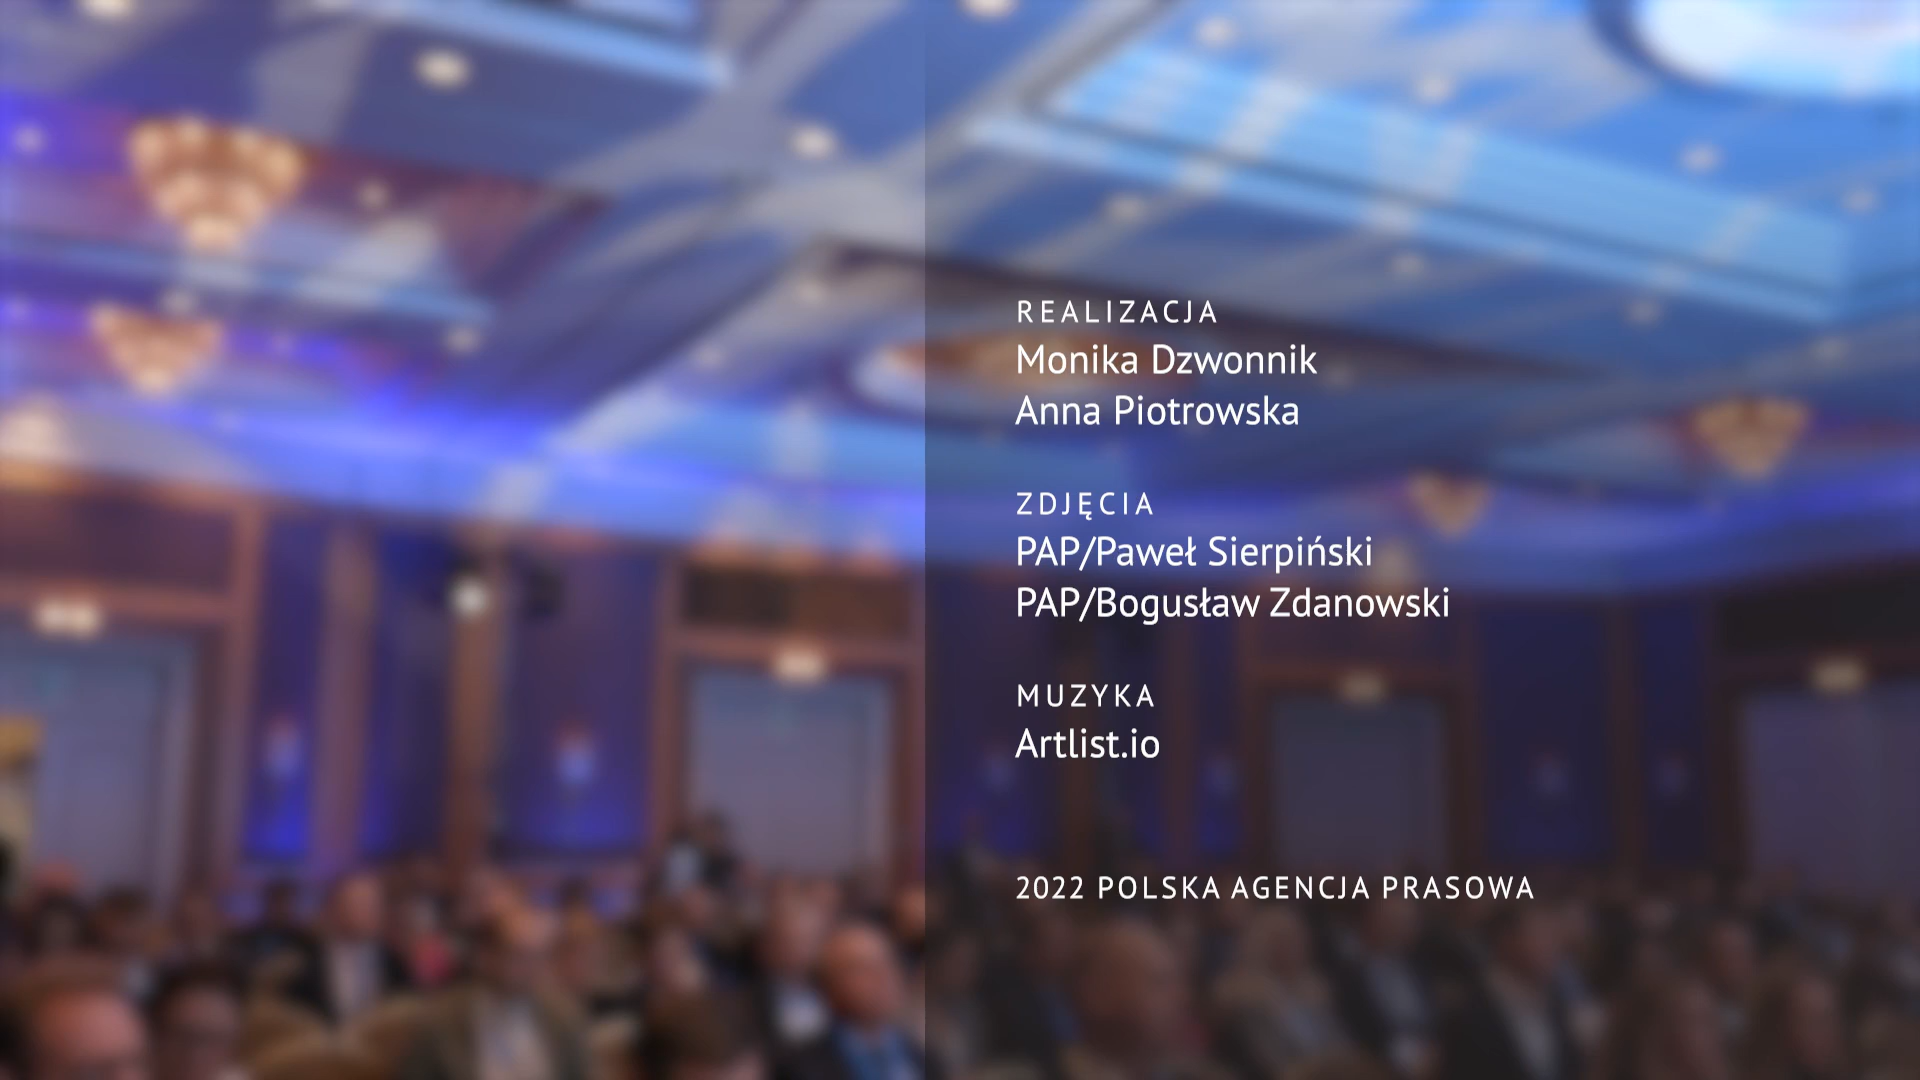 REALIZACJA
Monika Dzwonnik
Anna Piotrowska
ZDJĘCIA
PAP/Paweł Sierpiński
PAP/Bogusław Zdanowski
MUZYKA
Artlist.io
2022 POLSKA AGENCJA PRASOWA